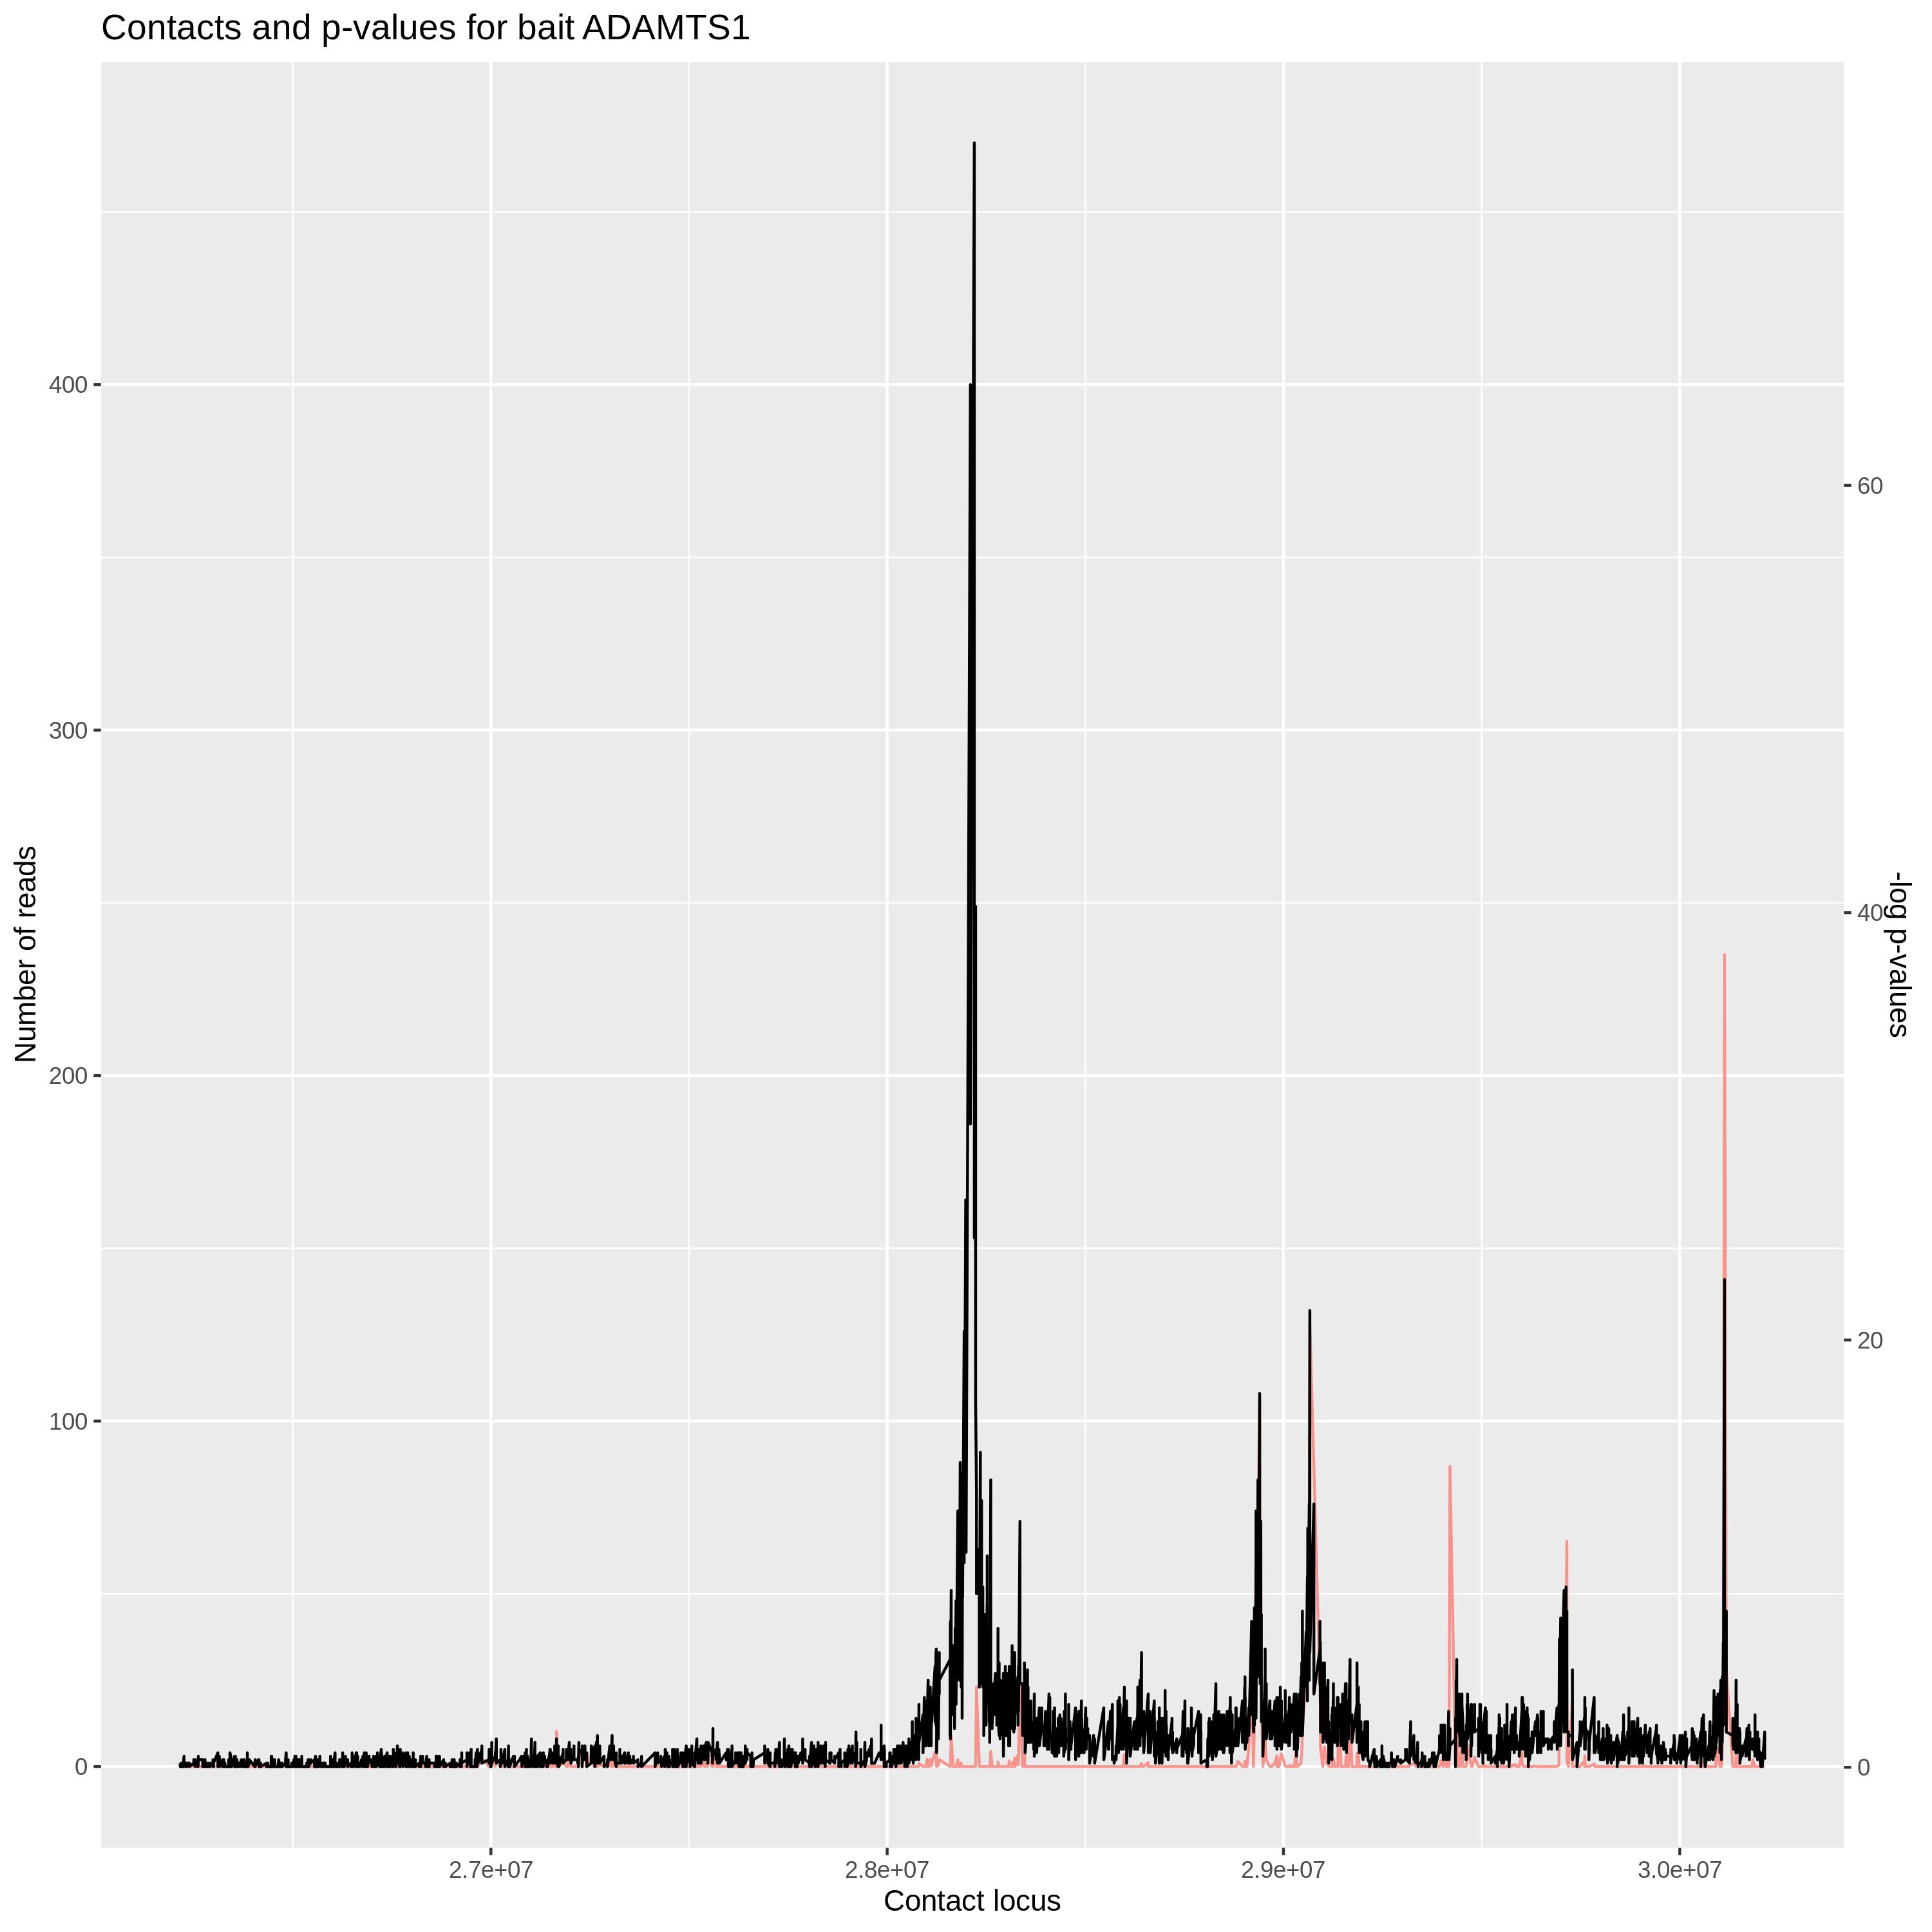 Contacts and p-values for bait ADAMTS1
Number of reads
400
300
200
100
0
60
40
20
0
-log p-values
2.7e+07
2.8e+07
2.9e+07
3.0e+07
Contact locus